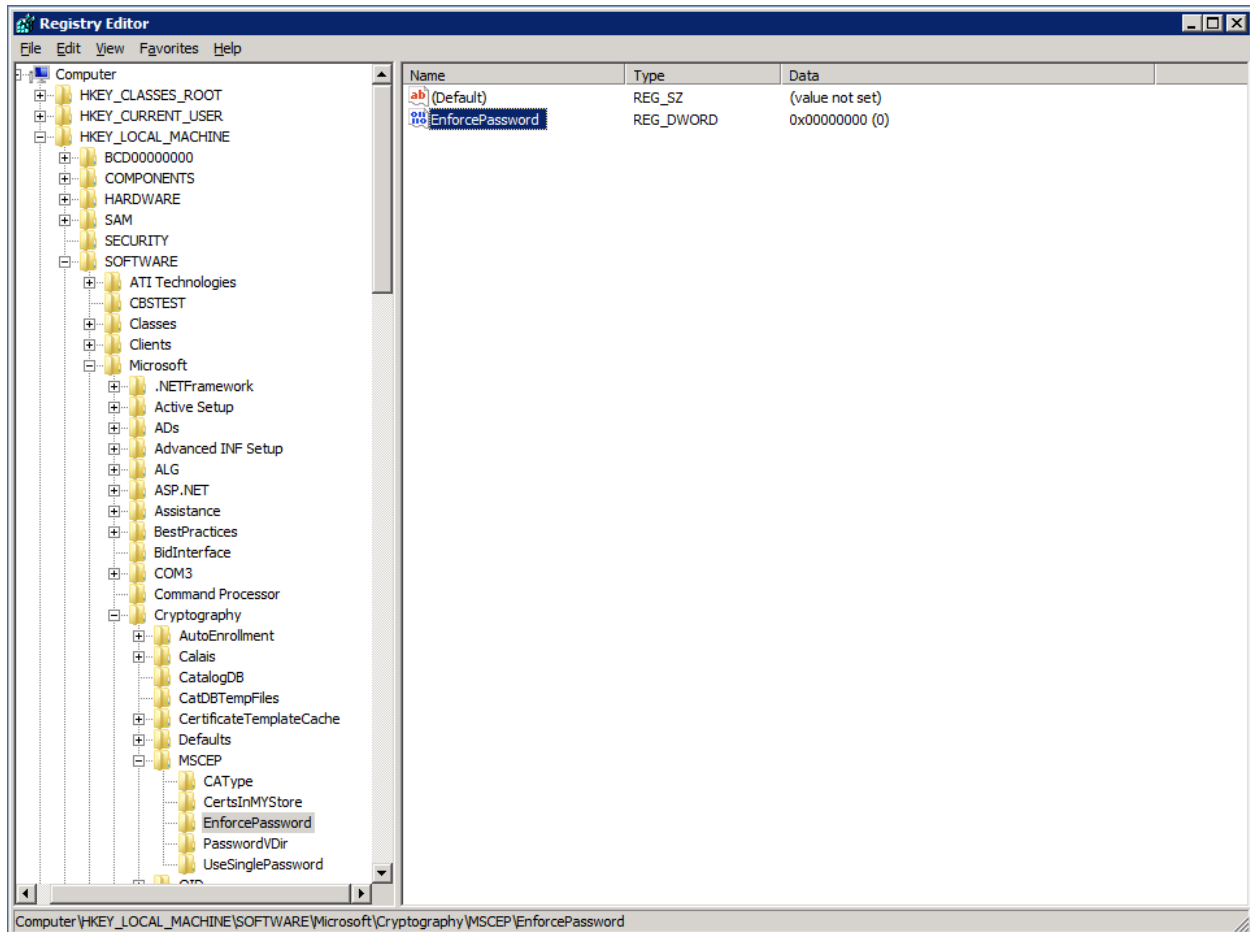 Registry Editor
File Edit View Favorites Help
Computer
HKEY_CLASSES_ROOT
HKEY_CURRENT_USER
HKEY_LOCAL_MACHINE
BCD00000000
COMPONENTS
HARDWARE
SAM
SECURITY
SOFTWARE
ATI Technologies
CBSTEST
Classes
Clients
Microsoft
.NETFramework
Active Setup
ADs
Advanced INF Setup
ALG
ASP.NET
Assistance
BestPractices
BidInterface
COM3
Command Processor
Cryptography
AutoEnrollment
Calais
CatalogDB
CatDBTempFiles
CertificateTemplateCache
Defaults
MSCEP
CAType
CertsInMYStore
EnforcePassword
PasswordVDir
UseSinglePassword
Name Type Data
(Default) REG_SZ (value not set)
EnforcePassword REG_DWORD 0x00000000 (0)
Computer\HKEY_LOCAL_MACHINE\SOFTWARE\Microsoft\Cryptography\MSCEP\EnforcePassword